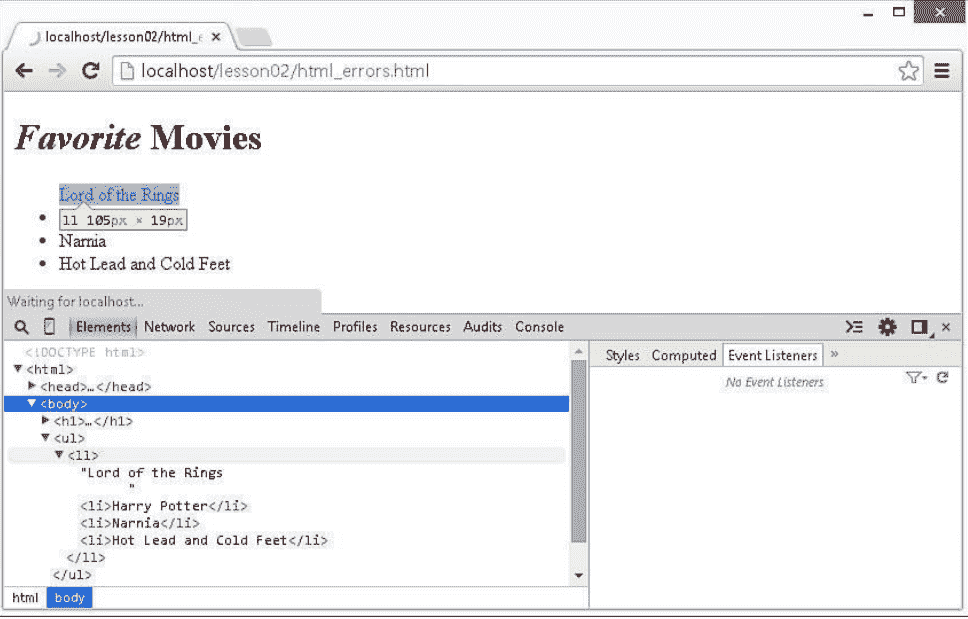 localhost/lesson02/html_e
localhost/lesson02/html_errors.html
Favorite Movies
Lord of the Rings
ll 105px × 19px
Narnia
Hot Lead and Cold Feet
Waiting for localhost...
Elements Network Sources Timeline Profiles Resources Audits Console
<!DOCTYPE html>
<html>
<head>…</head>
<body>
<h1>…</h1>
<ul>
<ll>
"Lord of the Rings
"
<li>Harry Potter</li>
<li>Narnia</li>
<li>Hot Lead and Cold Feet</li>
</ll>
</ul>
html body
Styles Computed Event Listeners »
No Event Listeners